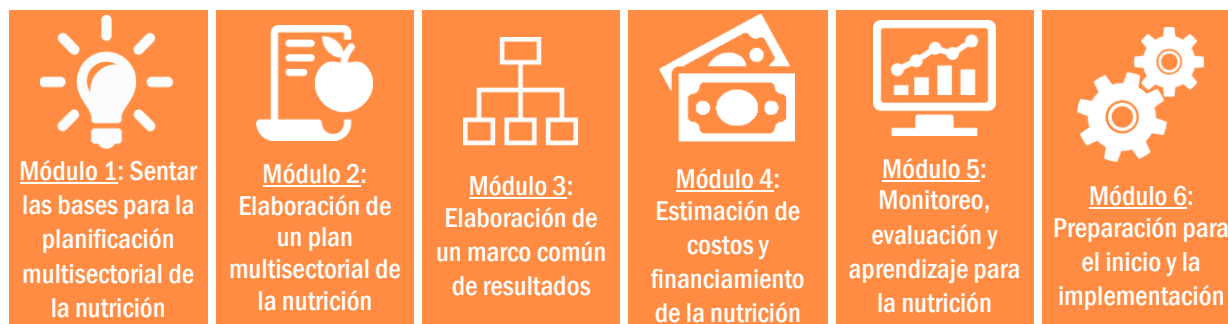 Módulo 1: Sentar
las bases para la
planificación
multisectorial de
la nutrición
Módulo 2:
Elaboración de
un plan
multisectorial de
la nutrición
Módulo 3:
Elaboración de
un marco común
de resultados
Módulo 4:
Estimación de
costos y
financiamiento
de la nutrición
Módulo 5:
Monitoreo,
evaluación y
aprendizaje para
la nutrición
Módulo 6:
Preparación para
el inicio y la
implementación